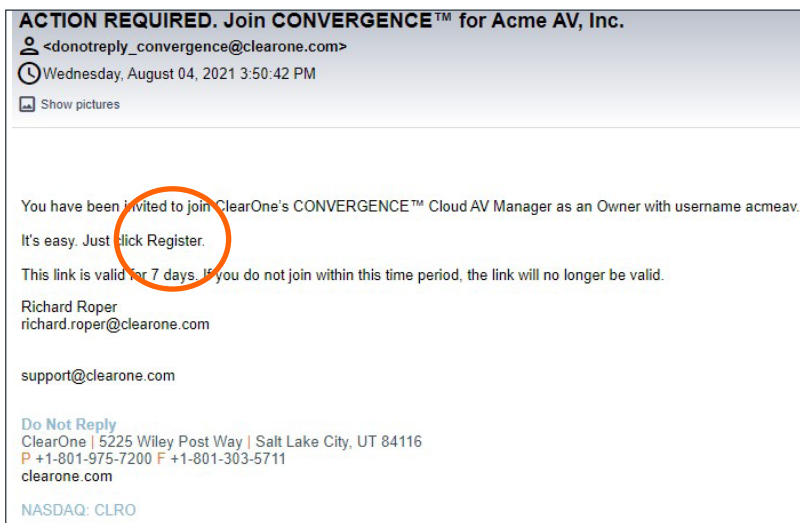 ACTION REQUIRED. Join CONVERGENCE™ for Acme AV, Inc.
<donotreply_convergence@clearone.com>
Wednesday, August 04, 2021 3:50:42 PM
Show pictures
You have been invited to join ClearOne's CONVERGENCE™ Cloud AV Manager as an Owner with username acmeav.
It's easy. Just click Register.
This link is valid for 7 days. If you do not join within this time period, the link will no longer be valid.
Richard Roper
richard.roper@clearone.com
support@clearone.com
Do Not Reply
ClearOne | 5225 Wiley Post Way | Salt Lake City, UT 84116
P +1-801-975-7200 F +1-801-303-5711
clearone.com
NASDAQ: CLRO